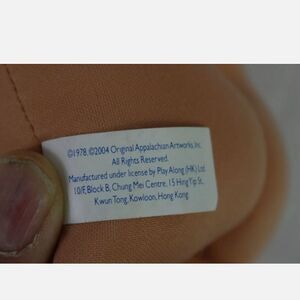 ©1978, ©2004 Original Appalachian Artworks, Inc.
All Rights Reserved.
Manufactured under license by Play Along (HK) Ltd
10/F, Block B, Chung Mei Centre, 15 Hing Yip St.,
Kwun Tong, Kowloon, Hong Kong.